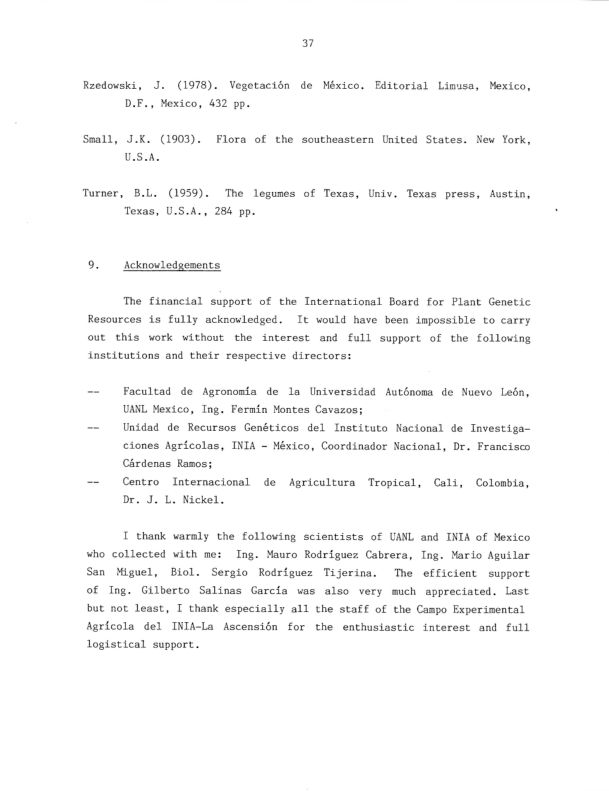 37
Rzedowski, J. (1978). Vegetación de México. Editorial Limusa, Mexico,
D.F., Mexico, 432 pp.
Small, J.K. (1903). Flora of the southeastern United States. New York,
U.S.A.
Turner, B.L. (1959). The legumes of Texas, Univ. Texas press, Austin,
Texas, U.S.A., 284 pp.
9. Acknowledgements
The financial support of the International Board for Plant Genetic
Resources is fully acknowledged. It would have been impossible to carry
out this work without the interest and full support of the following
institutions and their respective directors:
-- Facultad de Agronomía de la Universidad Autónoma de Nuevo León,
UANL Mexico, Ing. Fermín Montes Cavazos;
-- Unidad de Recursos Genéticos del Instituto Nacional de Investiga-
ciones Agrícolas, INIA - México, Coordinador Nacional, Dr. Francisco
Cárdenas Ramos;
-- Centro Internacional de Agricultura Tropical, Cali, Colombia,
Dr. J. L. Nickel.
I thank warmly the following scientists of UANL and INIA of Mexico
who collected with me: Ing. Mauro Rodríguez Cabrera, Ing. Mario Aguilar
San Miguel, Biol. Sergio Rodríguez Tijerina. The efficient support
of Ing. Gilberto Salinas García was also very much appreciated. Last
but not least, I thank especially all the staff of the Campo Experimental
Agrícola del INIA-La Ascensión for the enthusiastic interest and full
logistical support.